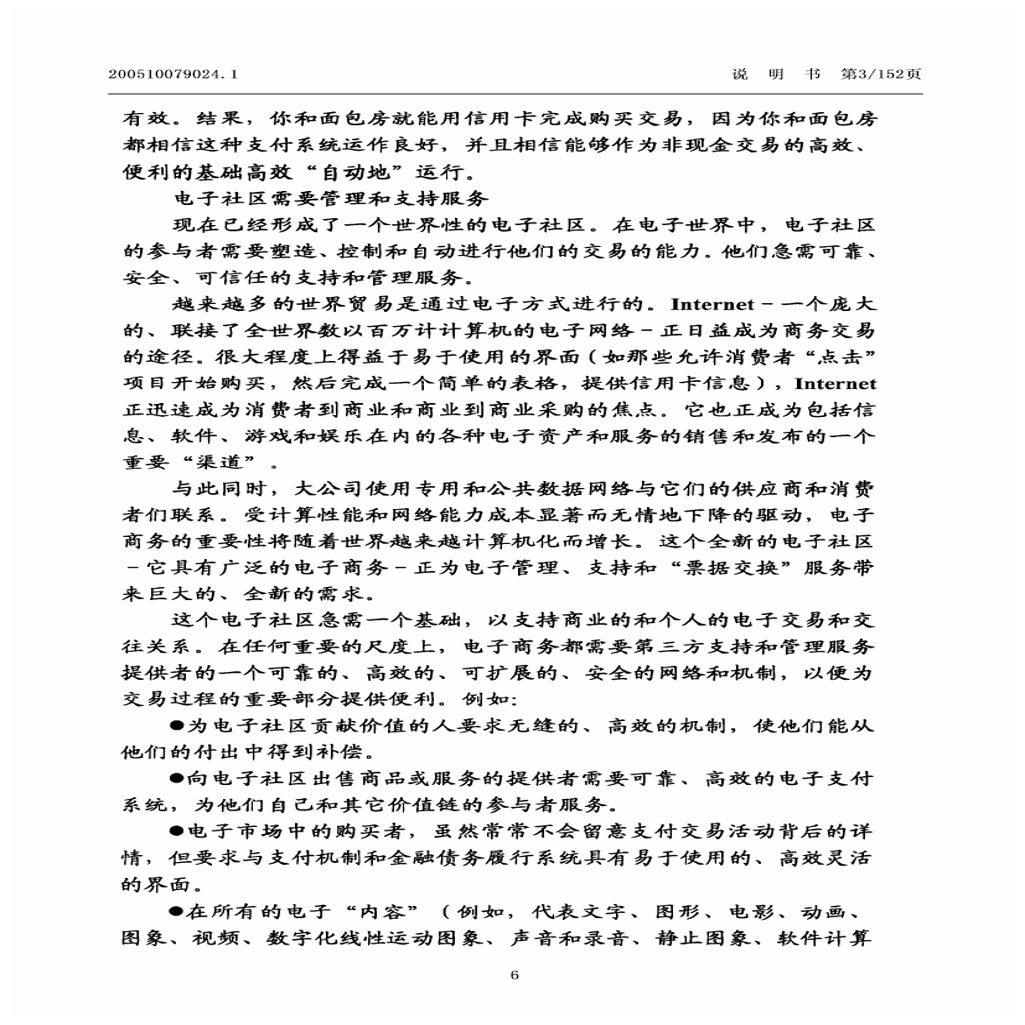 200510079024.1 说 明 书 第3/152页
有效。结果，你和面包房就能用信用卡完成购买交易，因为你和面包房
都相信这种支付系统运作良好，并且相信能够作为非现金交易的高效、
便利的基础高效“自动地”运行。
电子社区需要管理和支持服务
现在已经形成了一个世界性的电子社区。在电子世界中，电子社区
的参与者需要塑造、控制和自动进行他们的交易的能力。他们急需可靠、
安全、可信任的支持和管理服务。
越来越多的世界贸易是通过电子方式进行的。Internet－一个庞大
的、联接了全世界数以百万计计算机的电子网络－正日益成为商务交易
的途径。很大程度上得益于易于使用的界面（如那些允许消费者“点击”
项目开始购买，然后完成一个简单的表格，提供信用卡信息），Internet
正迅速成为消费者到商业和商业到商业采购的焦点。它也正成为包括信
息、软件、游戏和娱乐在内的各种电子资产和服务的销售和发布的一个
重要“渠道”。
与此同时，大公司使用专用和公共数据网络与它们的供应商和消费
者们联系。受计算性能和网络能力成本显著而无情地下降的驱动，电子
商务的重要性将随着世界越来越计算机化而增长。这个全新的电子社区
－它具有广泛的电子商务－正为电子管理、支持和“票据交换”服务带
来巨大的、全新的需求。
这个电子社区急需一个基础，以支持商业的和个人的电子交易和交
往关系。在任何重要的尺度上，电子商务都需要第三方支持和管理服务
提供者的一个可靠的、高效的、可扩展的、安全的网络和机制，以便为
交易过程的重要部分提供便利。例如:
●为电子社区贡献价值的人要求无缝的、高效的机制，使他们能从
他们的付出中得到补偿。
●向电子社区出售商品或服务的提供者需要可靠、高效的电子支付
系统，为他们自己和其它价值链的参与者服务。
●电子市场中的购买者，虽然常常不会留意支付交易活动背后的详
情，但要求与支付机制和金融债务履行系统具有易于使用的、高效灵活
的界面。
●在所有的电子“内容”（例如，代表文字、图形、电影、动画、
图象、视频、数字化线性运动图象、声音和录音、静止图象、软件计算
6